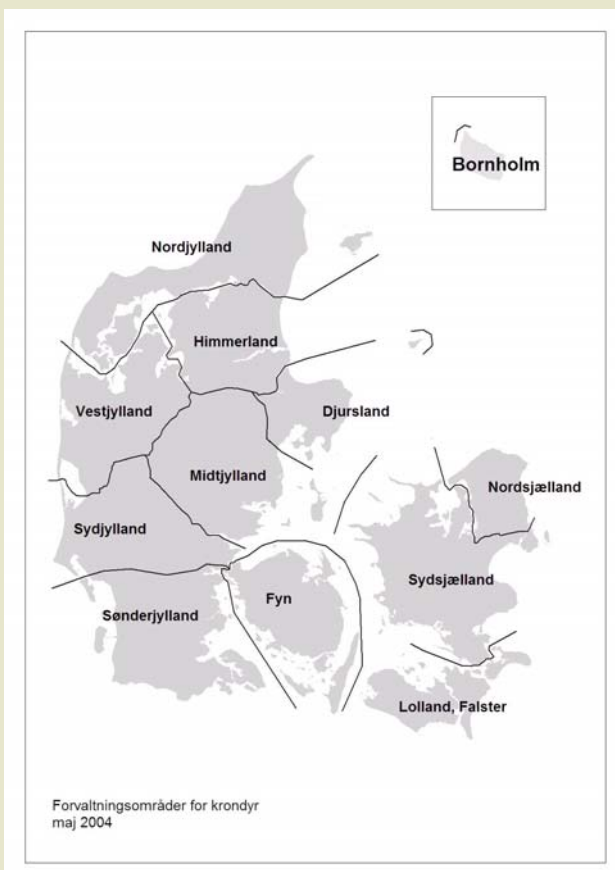 Bornholm
Nordjylland
Himmerland
Vestjylland
Djursland
Midtjylland
Nordsjælland
Sydjylland
Sydsjælland
Fyn
Sønderjylland
Lolland, Falster
Forvaltningsområder for krondyr
maj 2004